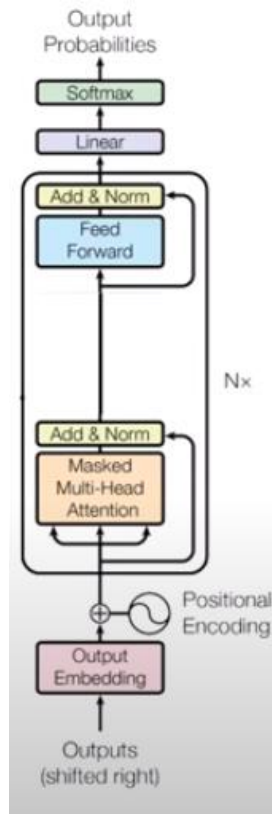 Output
Probabilities
Softmax
Linear
Add & Norm
Feed
Forward
Nx
Add & Norm
Masked
Multi-Head
Attention
Positional
Encoding
Output
Embedding
Outputs
(shifted right)